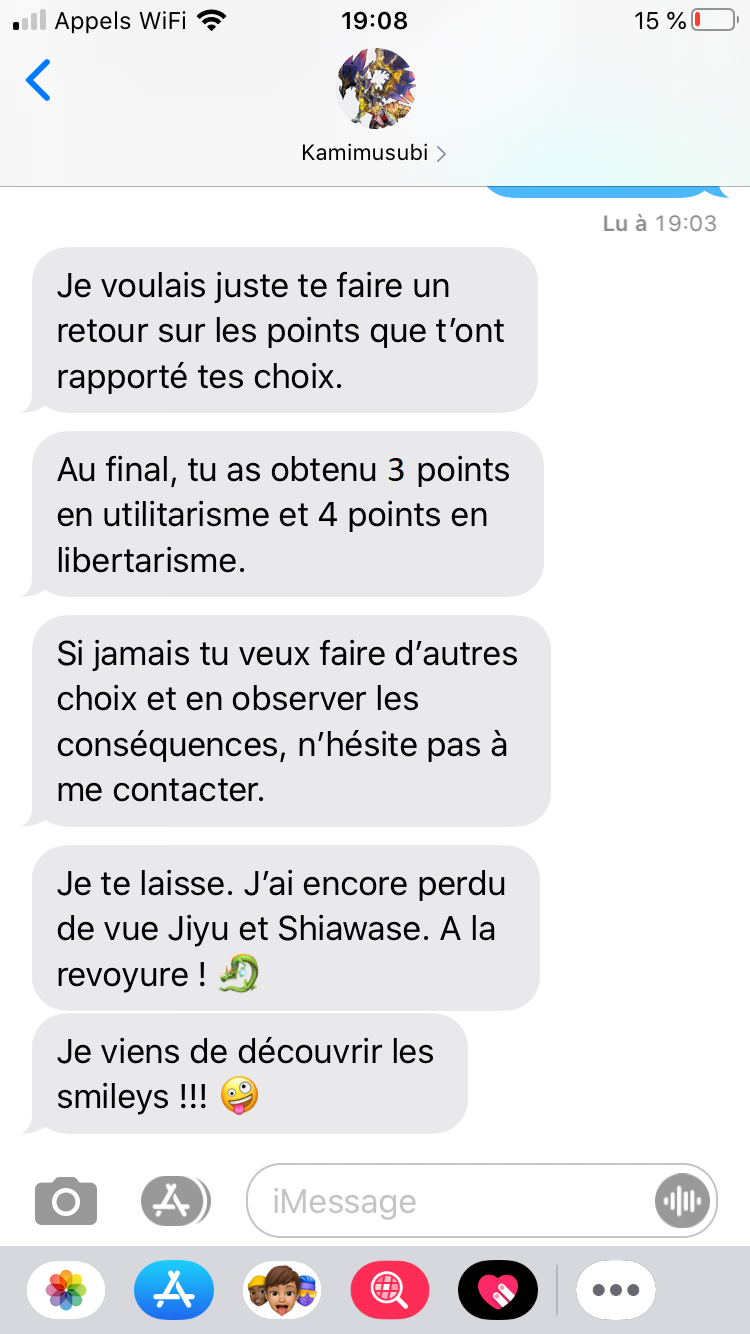 Appels WiFi 19:08 15 %
Kamimusubi
Lu à 19:03
Je voulais juste te faire un
retour sur les points que t’ont
rapporté tes choix.
Au final, tu as obtenu 3 points
en utilitarisme et 4 points en
libertarisme.
Si jamais tu veux faire d’autres
choix et en observer les
conséquences, n’hésite pas à
me contacter.
Je te laisse. J’ai encore perdu
de vue Jiyu et Shiawase. A la
revoyure ! 🐉
Je viens de découvrir les
smileys !!! 🤪
iMessage